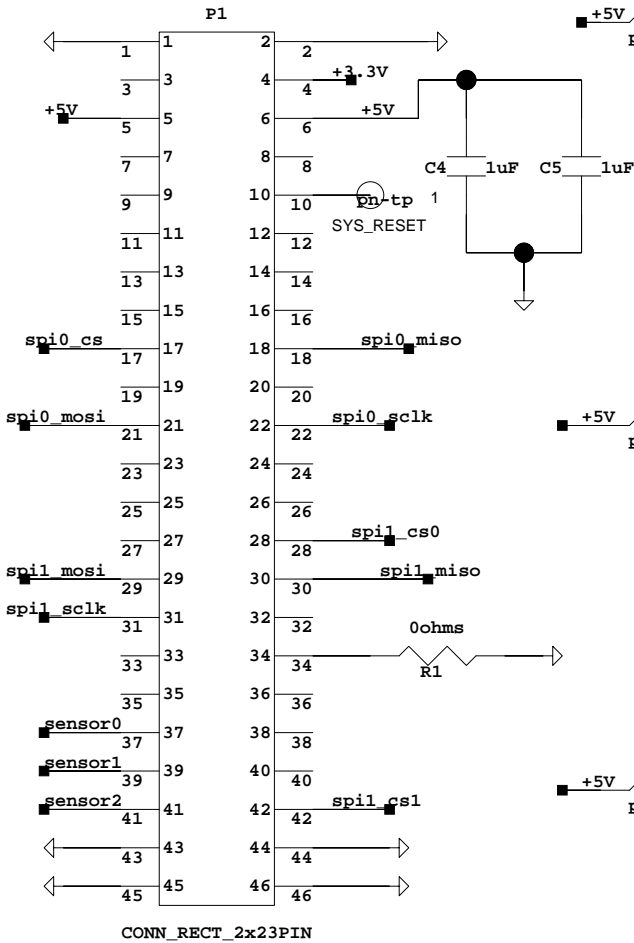 P1
+5V
p
1 1 2 2
3 3 4 4 +3.3V
+5V 5 5 6 6 +5V
7 7 8 8
C4 1uF C5 1uF
9 9 10 10 pn-tp 1
SYS_RESET
11 11 12 12
13 13 14 14
15 15 16 16
spi0_cs 17 17 18 18 spi0_miso
19 19 20 20
spi0_mosi 21 21 22 22 spi0_sclk
+5V
p
23 23 24 24
25 25 26 26
27 27 28 28 spi1_cs0
spi1_mosi 29 29 30 30 spi1_miso
spi1_sclk 31 31 32 32
0ohms
33 33 34 34
R1
35 35 36 36
sensor0 37 37 38 38
sensor1 39 39 40 40
+5V
p
sensor2 41 41 42 42 spi1_cs1
43 43 44 44
45 45 46 46
CONN_RECT_2x23PIN